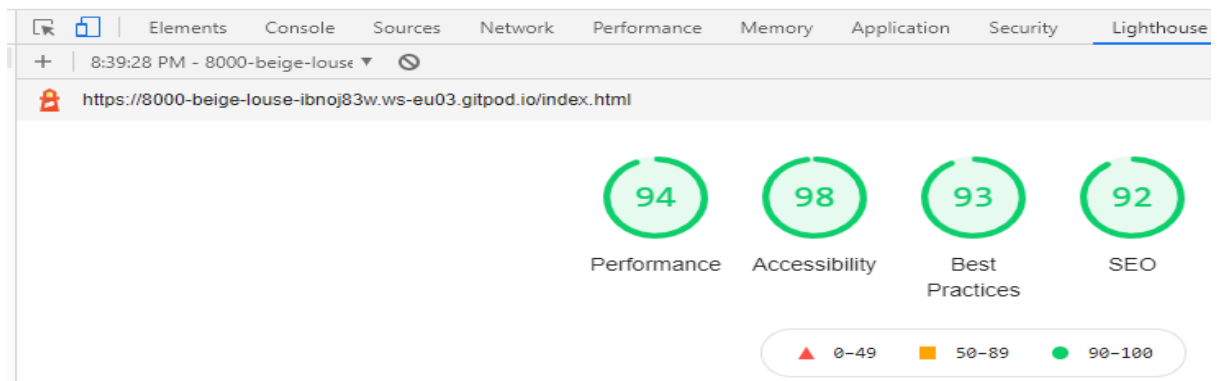 Elements Console Sources Network Performance Memory Application Security Lighthouse
+ 8:39:28 PM - 8000-beige-louse
https://8000-beige-louse-ibnoj83w.ws-eu03.gitpod.io/index.html
94 98 93 92
Performance Accessibility Best Practices SEO
0-49 50-89 90-100